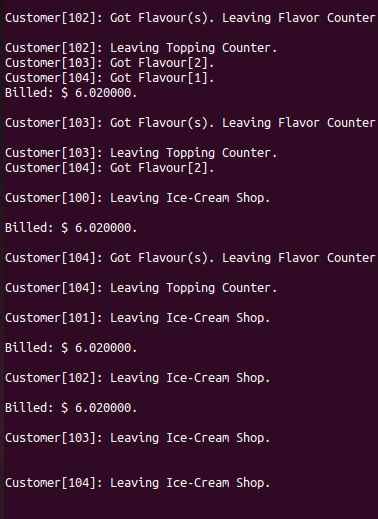 Customer[102]: Got Flavour(s). Leaving Flavor Counter
Customer[102]: Leaving Topping Counter.
Customer[103]: Got Flavour[2].
Customer[104]: Got Flavour[1].
Billed: $ 6.020000.
Customer[103]: Got Flavour(s). Leaving Flavor Counter
Customer[103]: Leaving Topping Counter.
Customer[104]: Got Flavour[2].
Customer[100]: Leaving Ice-Cream Shop.
Billed: $ 6.020000.
Customer[104]: Got Flavour(s). Leaving Flavor Counter
Customer[104]: Leaving Topping Counter.
Customer[101]: Leaving Ice-Cream Shop.
Billed: $ 6.020000.
Customer[102]: Leaving Ice-Cream Shop.
Billed: $ 6.020000.
Customer[103]: Leaving Ice-Cream Shop.
Customer[104]: Leaving Ice-Cream Shop.